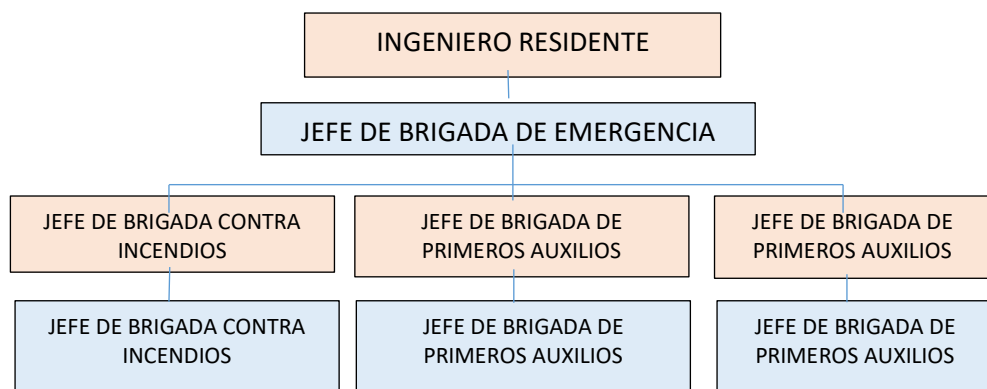 INGENIERO RESIDENTE
JEFE DE BRIGADA DE EMERGENCIA
JEFE DE BRIGADA CONTRA
INCENDIOS
JEFE DE BRIGADA DE
PRIMEROS AUXILIOS
JEFE DE BRIGADA DE
PRIMEROS AUXILIOS
JEFE DE BRIGADA CONTRA
INCENDIOS
JEFE DE BRIGADA DE
PRIMEROS AUXILIOS
JEFE DE BRIGADA DE
PRIMEROS AUXILIOS